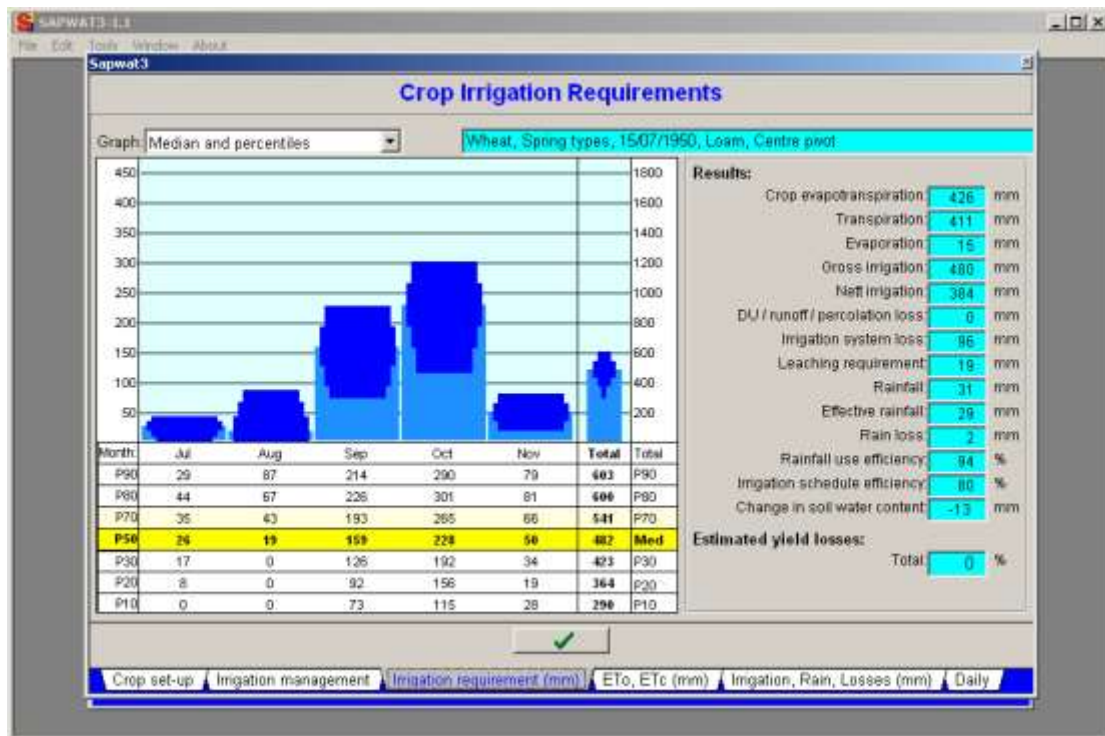 SAPWAT3-1.1
File Edit Tools Window About
Sapwat3
Crop Irrigation Requirements
Graph: Median and percentiles
Wheat, Spring types, 15/07/1950, Loam, Centre pivot
450 1800
400 1600
350 1400
300 1200
250 1000
200 800
150 600
100 400
50 200
Month: Jul Aug Sep Oct Nov Total Total
P90 29 87 214 290 79 603 P90
P80 44 67 226 301 81 600 P80
P70 35 43 193 265 66 541 P70
P50 26 19 159 228 50 482 Med
P30 17 0 126 192 34 423 P30
P20 8 0 92 156 19 364 P20
P10 0 0 73 115 28 290 P10
Results:
Crop evapotranspiration: 426 mm
Transpiration: 411 mm
Evaporation: 15 mm
Gross irrigation: 480 mm
Nett irrigation: 384 mm
DU / runoff / percolation loss: 0 mm
Irrigation system loss: 96 mm
Leaching requirement: 19 mm
Rainfall: 31 mm
Effective rainfall: 29 mm
Rain loss: 2 mm
Rainfall use efficiency: 94 %
Irrigation schedule efficiency: 80 %
Change in soil water content: -13 mm
Estimated yield losses:
Total: 0 %
Crop set-up Irrigation management Irrigation requirement (mm) ETo, ETc (mm) Irrigation, Rain, Losses (mm) Daily